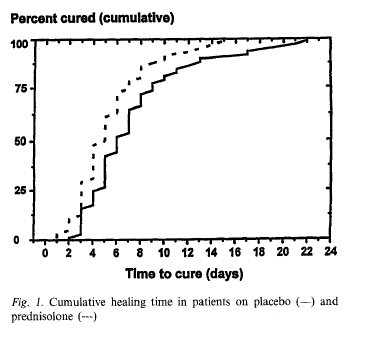 Percent cured (cumulative)
100
75
50
25
0
0 2 4 6 8 10 12 14 16 18 20 22 24
Time to cure (days)
Fig. 1. Cumulative healing time in patients on placebo (—) and
prednisolone (---)